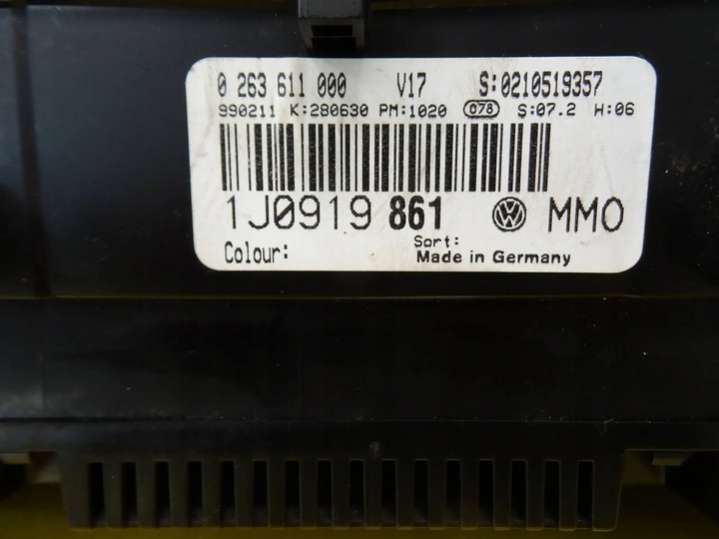 0 263 611 000 V17 S:0210519357
990211 K:280630 PM:1020 078 S:07.2 H:06
1J0919 861 VW MMO
Colour: Sort:
Made in Germany